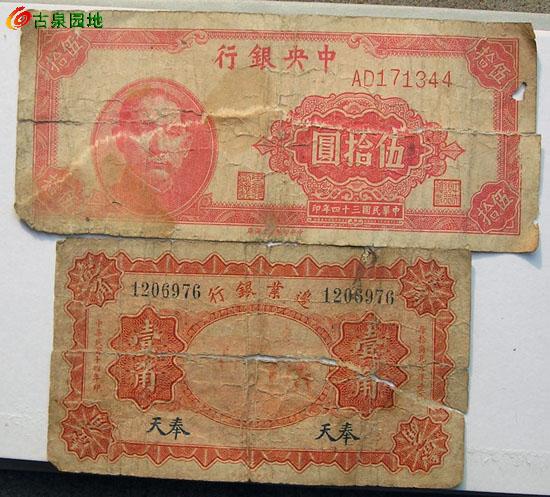 古泉园地
中央銀行
伍拾
伍拾
AD171344
伍拾圓
中華民國三十四年印
伍拾
邊業銀行
1206976
1206976
壹角
壹角
奉天
奉天